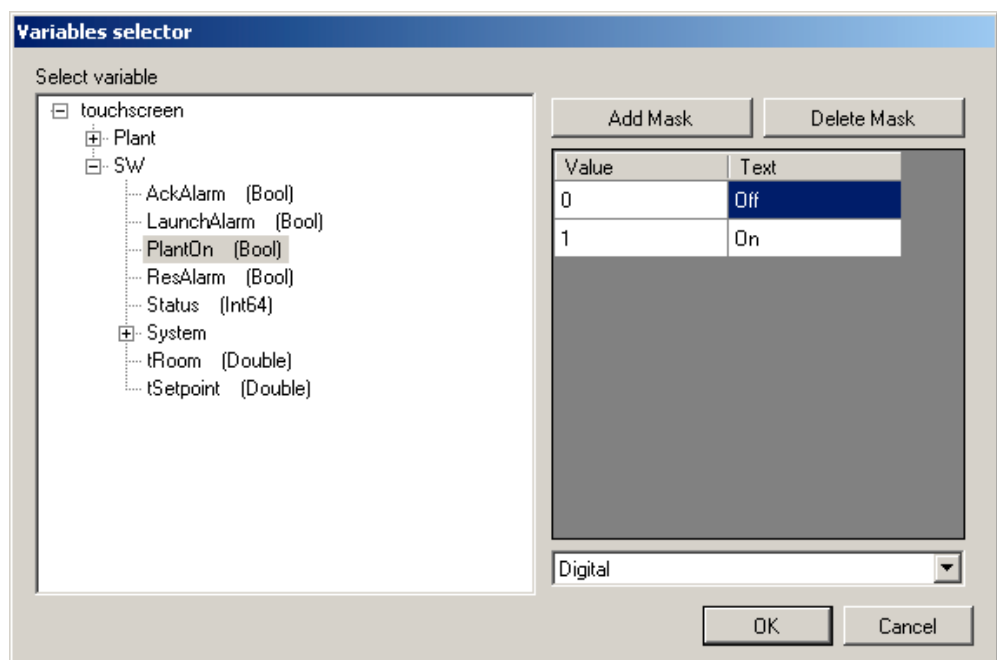 Variables selector
Select variable
touchscreen
Plant
SW
AckAlarm (Bool)
LaunchAlarm (Bool)
PlantOn (Bool)
ResAlarm (Bool)
Status (Int64)
System
tRoom (Double)
tSetpoint (Double)
Add Mask Delete Mask
Value Text
0 Off
1 On
Digital
OK Cancel